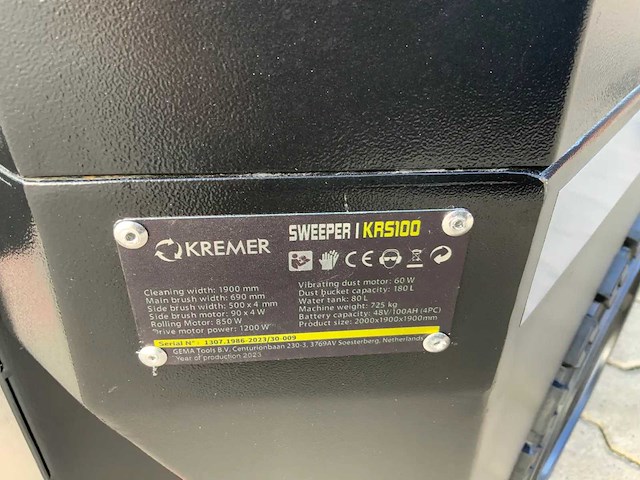 KREMER
SWEEPER | KRS100
CE
Cleaning width: 1900 mm
Main brush width: 690 mm
Side brush width: 500 x 4 mm
Side brush motor: 90 x 4 W
Rolling Motor: 850 W
Drive motor power: 1200 W
Vibrating dust motor: 60 W
Dust bucket capacity: 180 L
Water tank: 80 L
Machine weight: 725 kg
Battery capacity: 48V/100AH (4PC)
Product size: 2000x1900x1900mm
Serial N°: 1307.1986-2023/30-009
GEMA Tools B.V; Centurionbaan 230-3, 3769AV Soesterberg, Netherlands
Year of production 2023